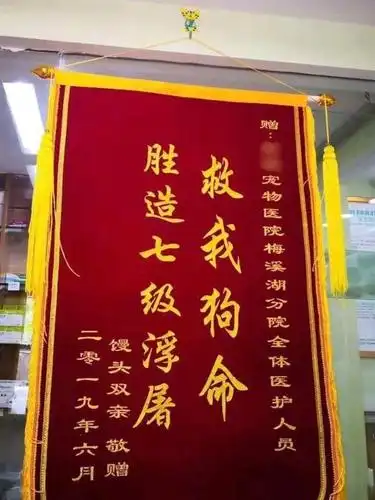 赠：宠物医院梅溪湖分院全体医护人员
救我狗命
胜造七级浮屠
馒头双亲 敬赠
二零一九年六月